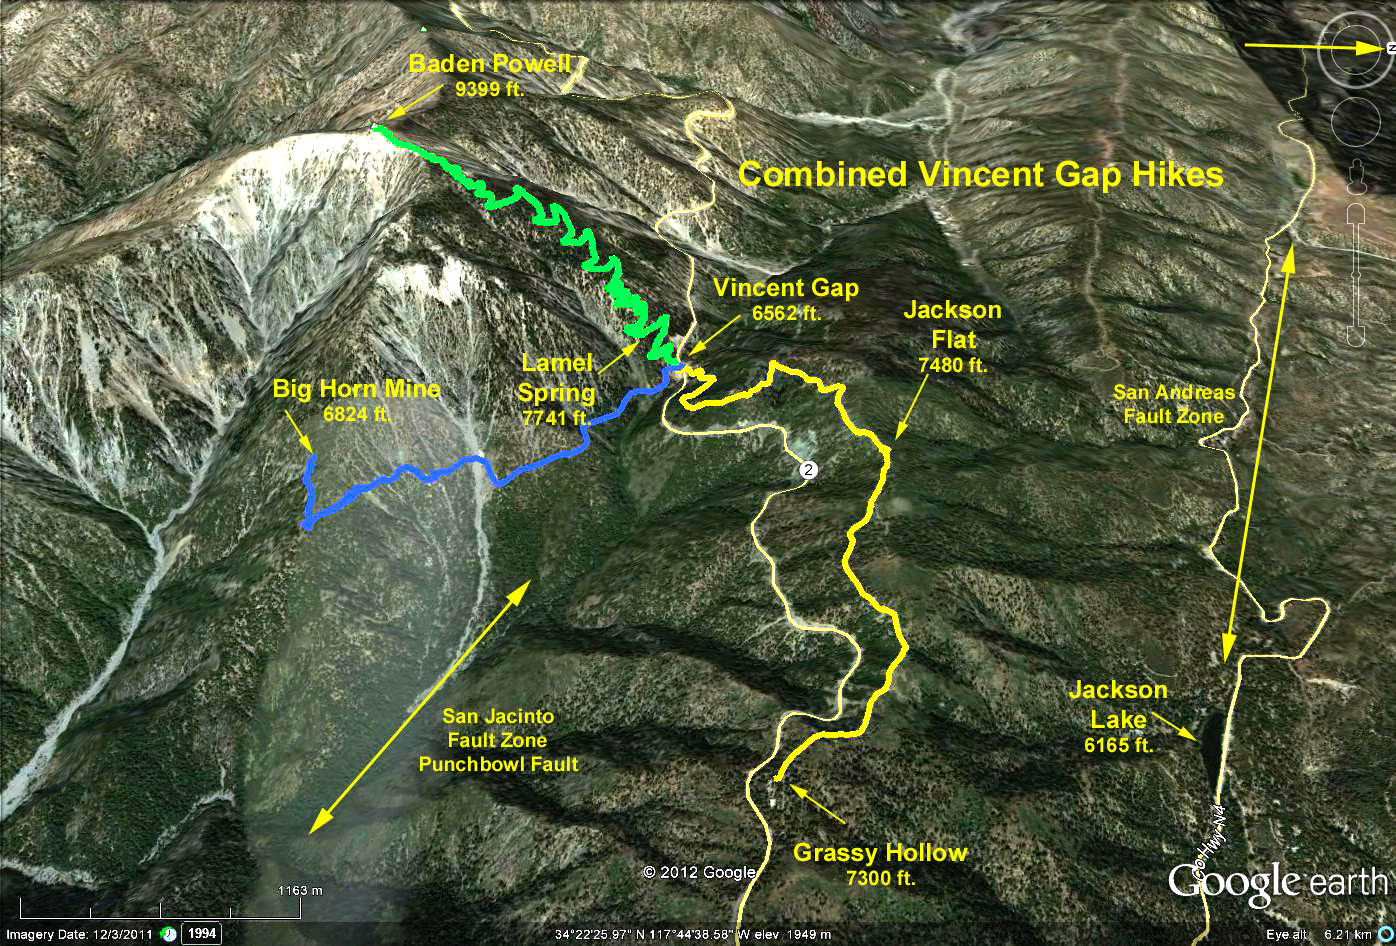 Baden Powell
9399 ft.
Combined Vincent Gap Hikes
Vincent Gap
6562 ft.
Jackson
Flat
7480 ft.
Lamel
Spring
7741 ft.
Big Horn Mine
6824 ft.
San Andreas
Fault Zone
2
San Jacinto
Fault Zone
Punchbowl Fault
Jackson
Lake
6165 ft.
Co Hwy N4
Grassy Hollow
7300 ft.
© 2012 Google
Google earth
1163 m
Imagery Date: 12/3/2011
1994
34°22'25.97" N 117°44'38.58" W elev 1949 m
Eye alt 6.21 km
N